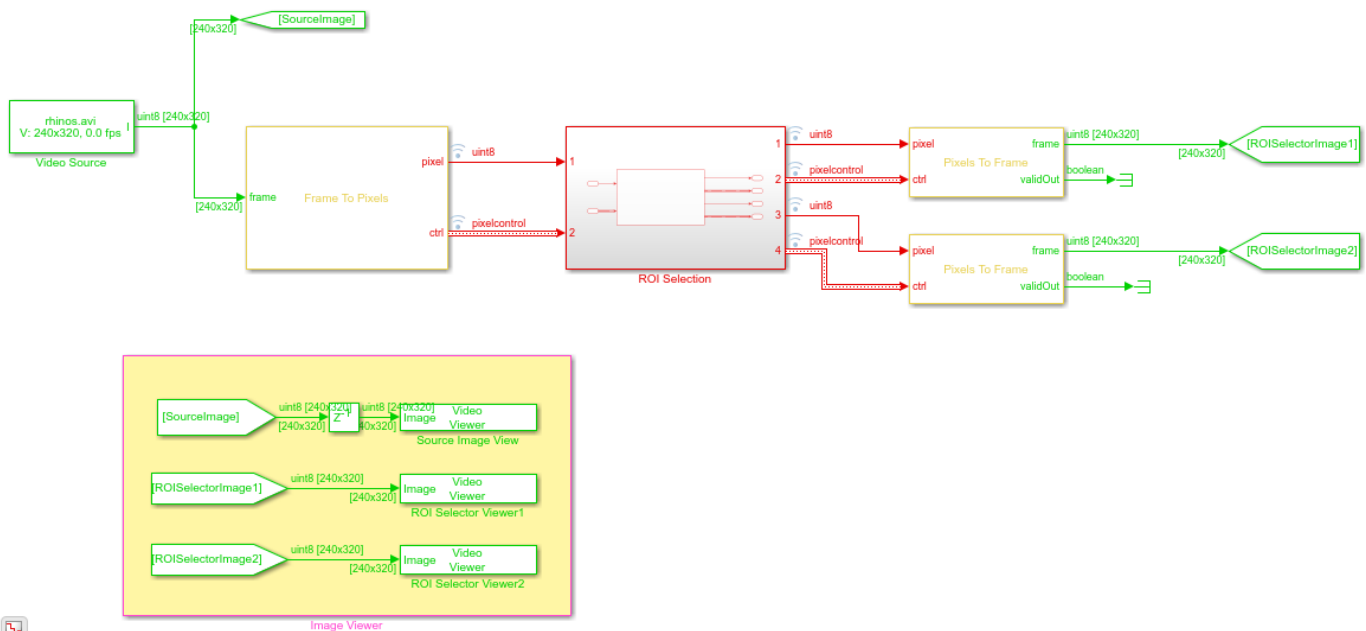 [SourceImage]
[240x320]
rhinos.avi
V: 240x320, 0.0 fps
I
Video Source
uint8 [240x320]
[240x320]
frame
Frame To Pixels
pixel
ctrl
uint8
pixelcontrol
1
2
ROI Selection
1
2
3
4
uint8
pixelcontrol
uint8
pixelcontrol
pixel
ctrl
Pixels To Frame
frame
validOut
uint8 [240x320]
[240x320]
boolean
[ROISelectorImage1]
pixel
ctrl
Pixels To Frame
frame
validOut
uint8 [240x320]
[240x320]
boolean
[ROISelectorImage2]
[SourceImage]
uint8 [240x320]
[240x320]
Z-1
uint8 [240x320]
40x320]
Image
Video
Viewer
Source Image View
[ROISelectorImage1]
uint8 [240x320]
[240x320]
Image
Video
Viewer
ROI Selector Viewer1
[ROISelectorImage2]
uint8 [240x320]
[240x320]
Image
Video
Viewer
ROI Selector Viewer2
Image Viewer